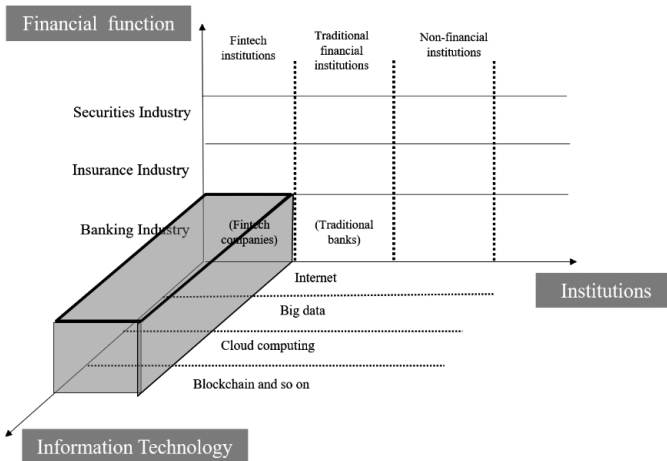 Financial function
Fintech
institutions
Traditional
financial
institutions
Non-financial
institutions
Securities Industry
Insurance Industry
Banking Industry
(Fintech
companies)
(Traditional
banks)
Internet
Institutions
Big data
Cloud computing
Blockchain and so on
Information Technology